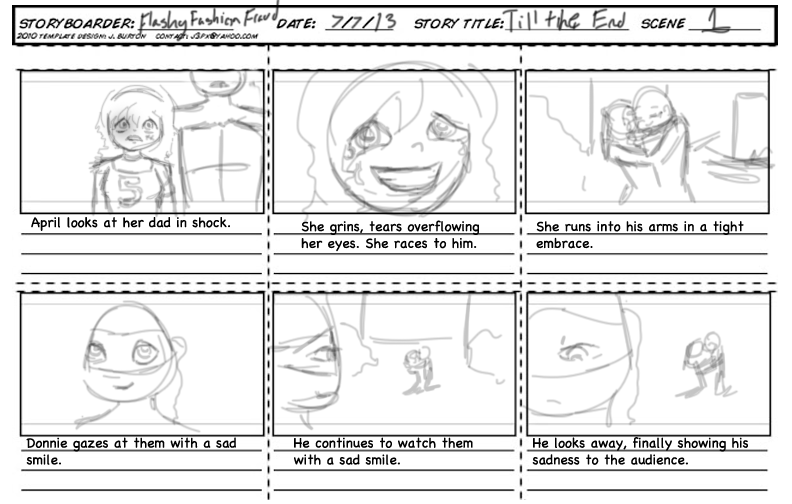 STORYBOARDER: Flashy Fashion Fraud DATE: 7/7/13 STORY TITLE: Till the End SCENE 1
2010 TEMPLATE DESIGN: J. BURTON CONTACT: J3PX@YAHOO.COM
5
April looks at her dad in shock.
She grins, tears overflowing
her eyes. She races to him.
She runs into his arms in a tight
embrace.
Donnie gazes at them with a sad
smile.
He continues to watch them
with a sad smile.
He looks away, finally showing his
sadness to the audience.